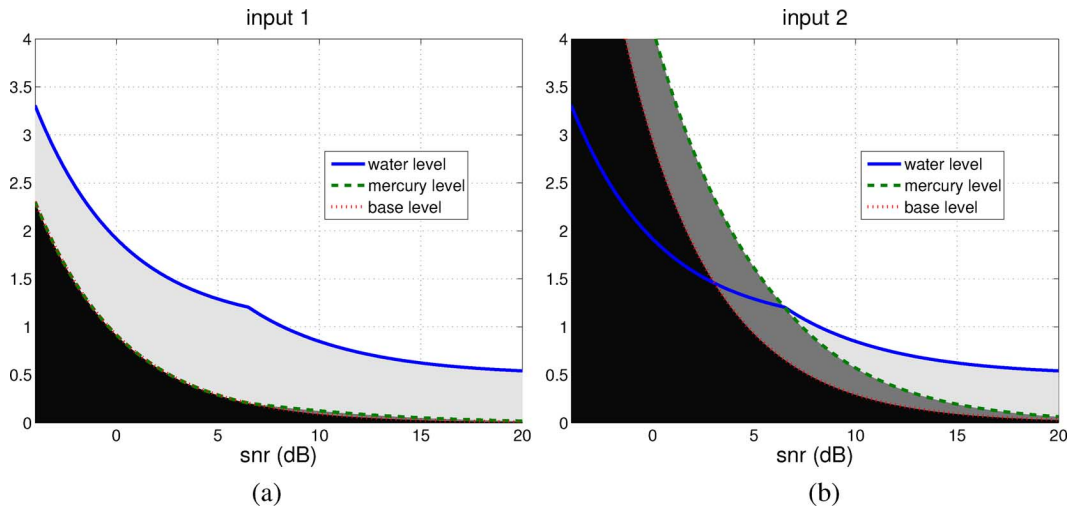 input 1
4
3.5
3
2.5
2
1.5
1
0.5
0
water level
mercury level
base level
0 5 10 15 20
snr (dB)
(a)
input 2
4
3.5
3
2.5
2
1.5
1
0.5
0
water level
mercury level
base level
0 5 10 15 20
snr (dB)
(b)